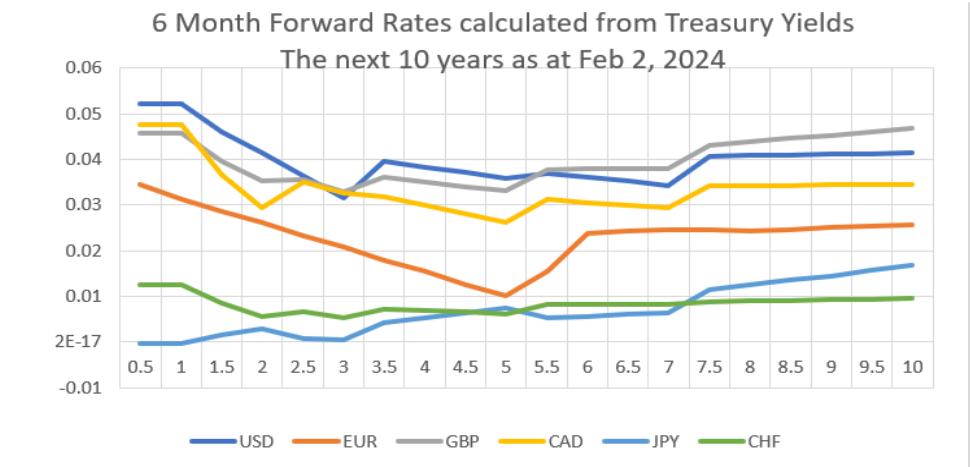 6 Month Forward Rates calculated from Treasury Yields
The next 10 years as at Feb 2, 2024
0.06
0.05
0.04
0.03
0.02
0.01
2E-17
0.5 1 1.5 2 2.5 3 3.5 4 4.5 5 5.5 6 6.5 7 7.5 8 8.5 9 9.5 10
-0.01
USD EUR GBP CAD JPY CHF